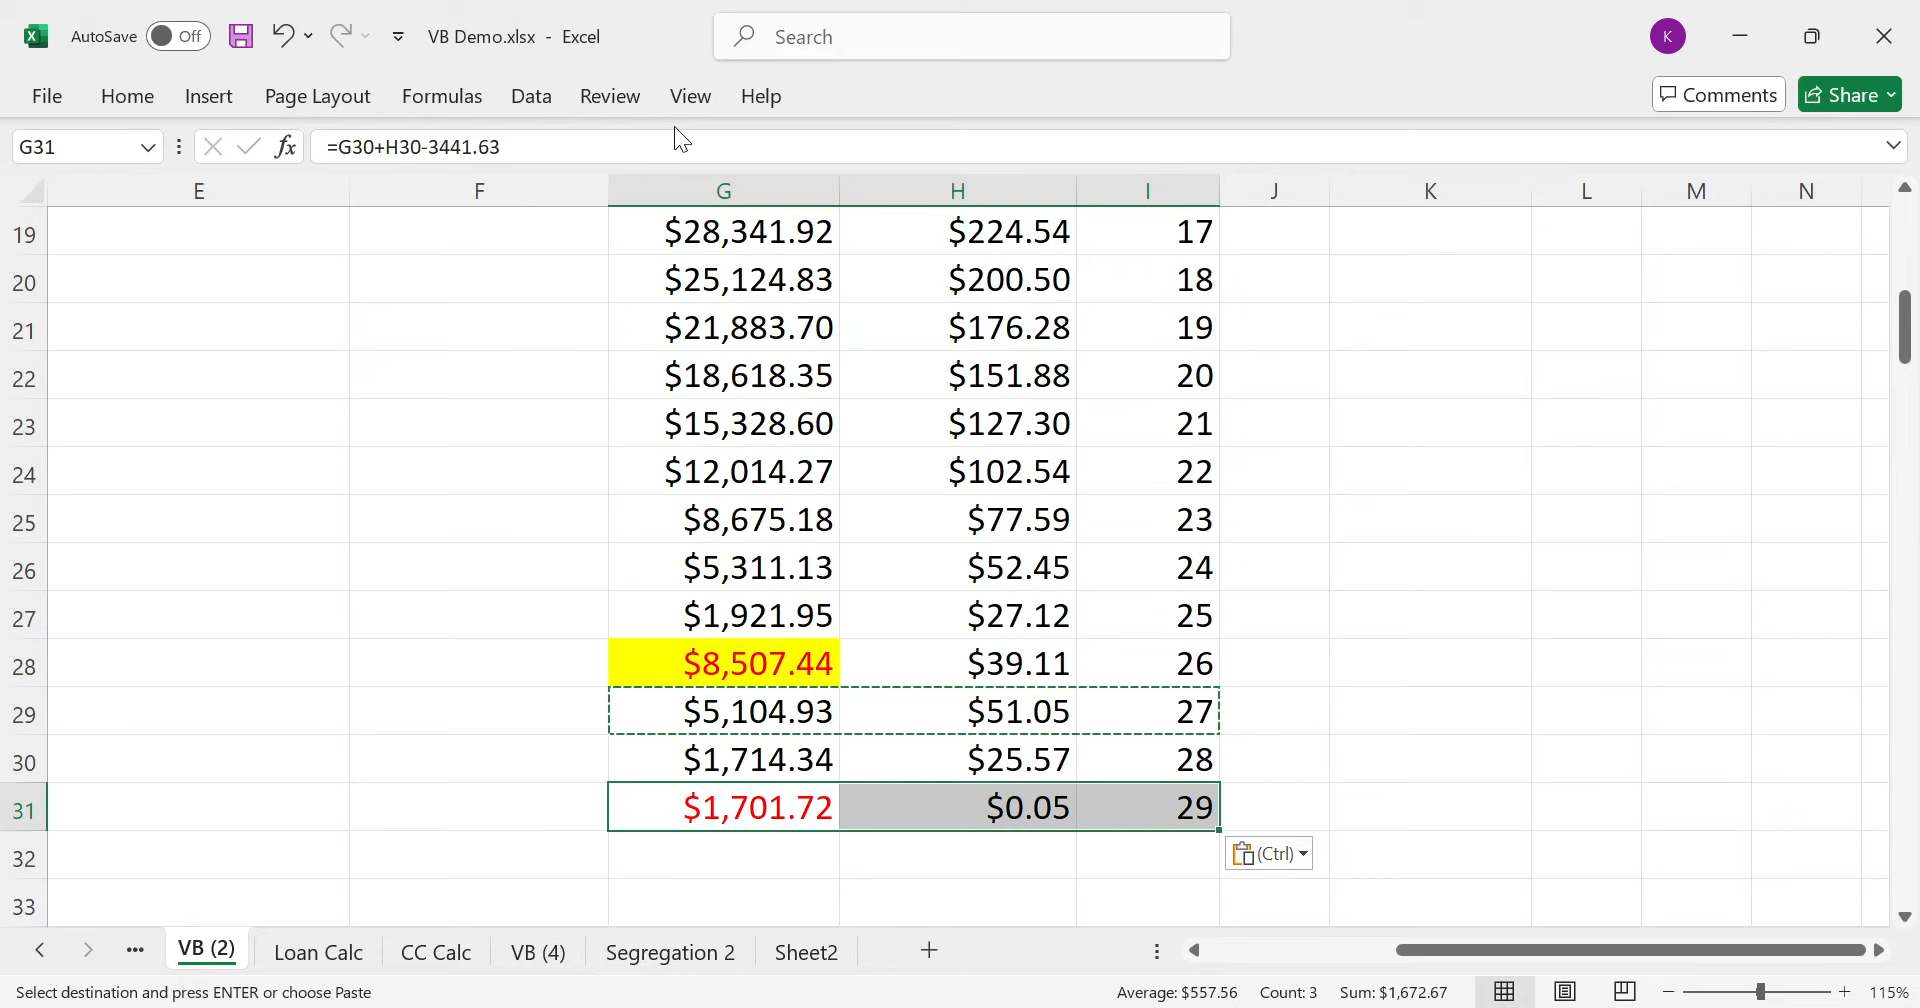 AutoSave Off VB Demo.xlsx - Excel Search K
File Home Insert Page Layout Formulas Data Review View Help Comments Share
G31 fx =G30+H30-3441.63
E F G H I J K L M N
19 $28,341.92 $224.54 17
20 $25,124.83 $200.50 18
21 $21,883.70 $176.28 19
22 $18,618.35 $151.88 20
23 $15,328.60 $127.30 21
24 $12,014.27 $102.54 22
25 $8,675.18 $77.59 23
26 $5,311.13 $52.45 24
27 $1,921.95 $27.12 25
28 $8,507.44 $39.11 26
29 $5,104.93 $51.05 27
30 $1,714.34 $25.57 28
31 $1,701.72 $0.05 29
32 (Ctrl)
33
VB (2) Loan Calc CC Calc VB (4) Segregation 2 Sheet2
Select destination and press ENTER or choose Paste Average: $557.56 Count: 3 Sum: $1,672.67 115%